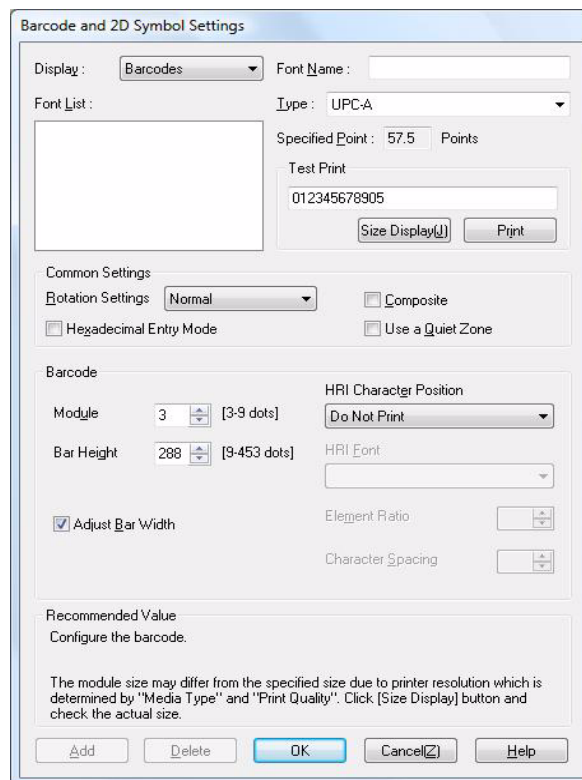 Barcode and 2D Symbol Settings
Display : Barcodes Font Name :
Font List : Type : UPC-A
Specified Point : 57.5 Points
Test Print
012345678905
Size Display(J) Print
Common Settings
Rotation Settings Normal Composite
Hexadecimal Entry Mode Use a Quiet Zone
Barcode
HRI Character Position
Module 3 [3-9 dots] Do Not Print
Bar Height 288 [9-453 dots] HRI Font
Adjust Bar Width Element Ratio
Character Spacing
Recommended Value
Configure the barcode.
The module size may differ from the specified size due to printer resolution which is
determined by "Media Type" and "Print Quality". Click [Size Display] button and
check the actual size.
Add Delete OK Cancel(Z) Help